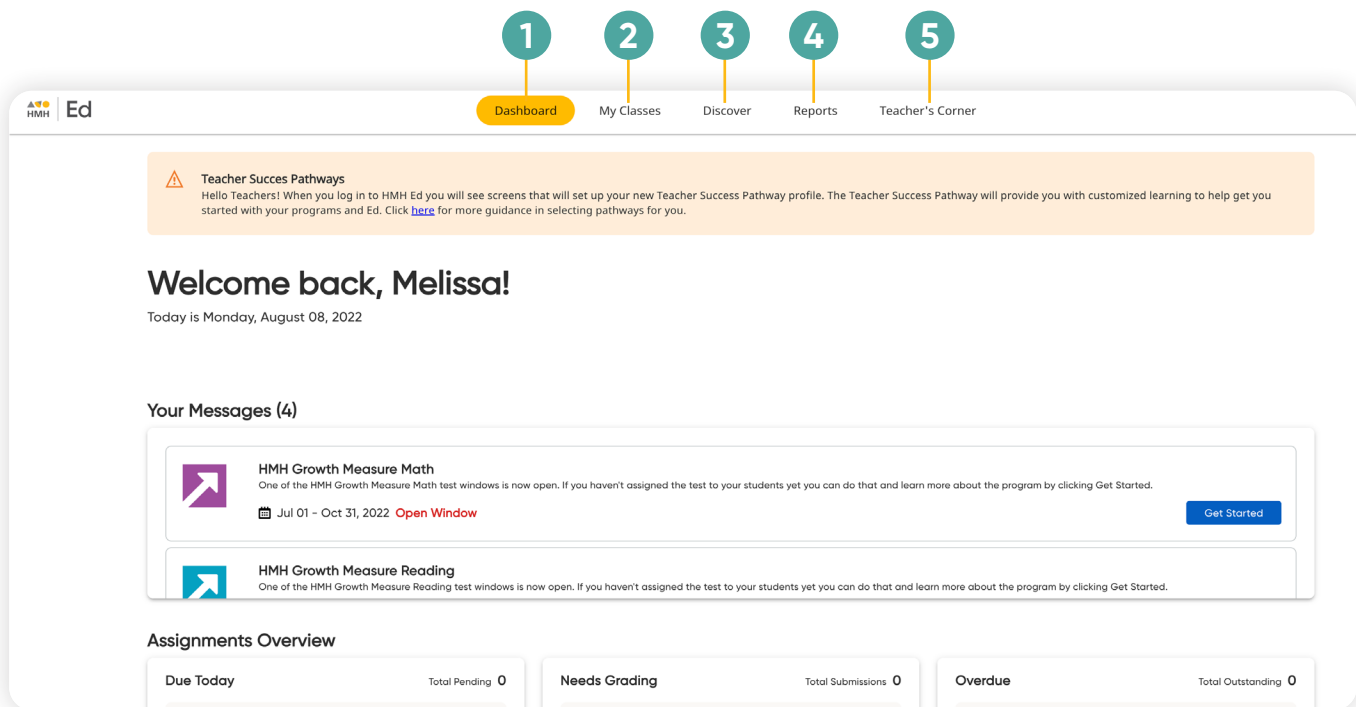 1 2 3 4 5
HMH Ed Dashboard My Classes Discover Reports Teacher's Corner
Teacher Succes Pathways
Hello Teachers! When you log in to HMH Ed you will see screens that will set up your new Teacher Success Pathway profile. The Teacher Success Pathway will provide you with customized learning to help get you
started with your programs and Ed. Click here for more guidance in selecting pathways for you.
Welcome back, Melissa!
Today is Monday, August 08, 2022
Your Messages (4)
HMH Growth Measure Math
One of the HMH Growth Measure Math test windows is now open. If you haven't assigned the test to your students yet you can do that and learn more about the program by clicking Get Started.
Jul 01 - Oct 31, 2022 Open Window
Get Started
HMH Growth Measure Reading
One of the HMH Growth Measure Reading test windows is now open. If you haven't assigned the test to your students yet you can do that and learn more about the program by clicking Get Started.
Assignments Overview
Due Today Total Pending 0
Needs Grading Total Submissions 0
Overdue Total Outstanding 0